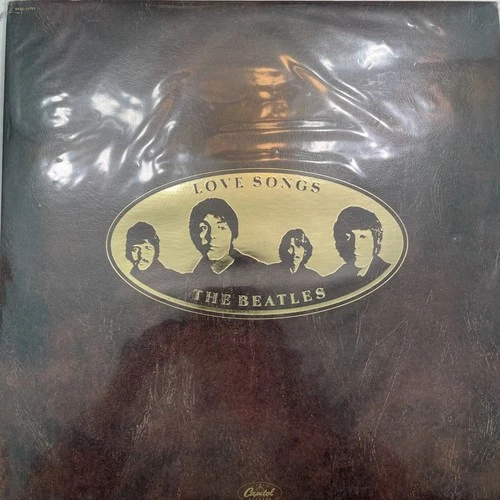 LOVE SONGS
THE BEATLES
Capitol